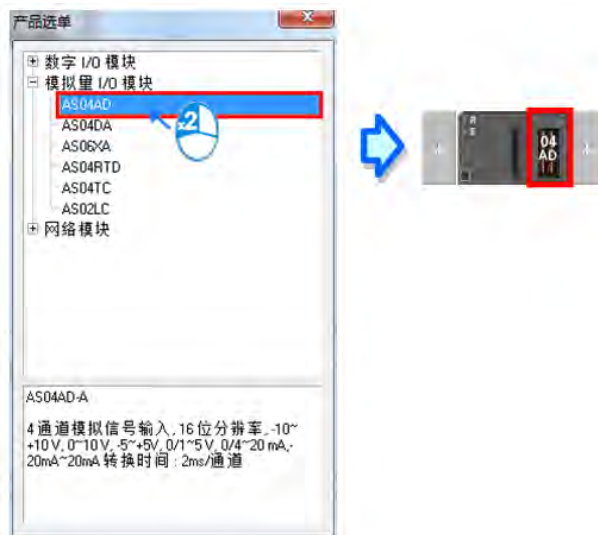 产品选单
数字 I/O 模块
模拟量 I/O 模块
AS04AD
x2
AS04DA
AS06XA
AS04RTD
AS04TC
AS02LC
网络模块
04
AD
AS04AD-A
4 通道模拟信号输入, 16 位分辨率, -10~
+10 V, 0~10 V, -5~+5V, 0/1~5 V, 0/4~20 mA,-
20mA~20mA 转换时间 : 2ms/通道